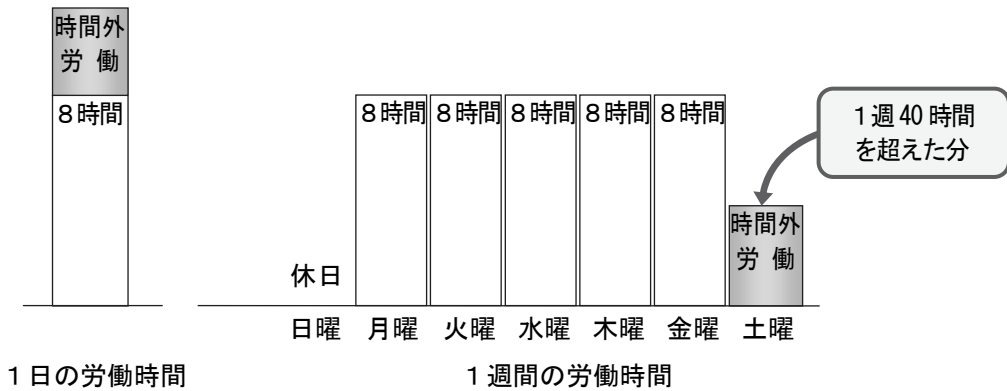 時間外
労働
8時間
1日の労働時間
8時間 8時間 8時間 8時間 8時間
1週40時間
を超えた分
時間外
労働
休日
日曜 月曜 火曜 水曜 木曜 金曜 土曜
1週間の労働時間